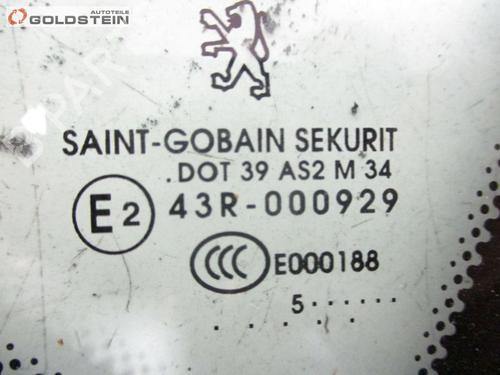 AUTOTEILE
GOLDSTEIN
SAINT-GOBAIN SEKURIT
.DOT 39 AS2 M 34
E2 43R-000929
CCC E000188
5......
. . . . .